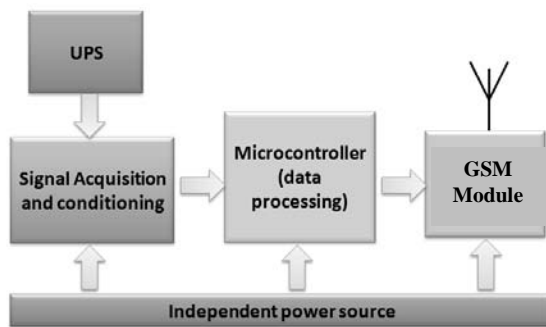 UPS
Signal Acquisition
and conditioning
Microcontroller
(data
processing)
GSM
Module
Independent power source